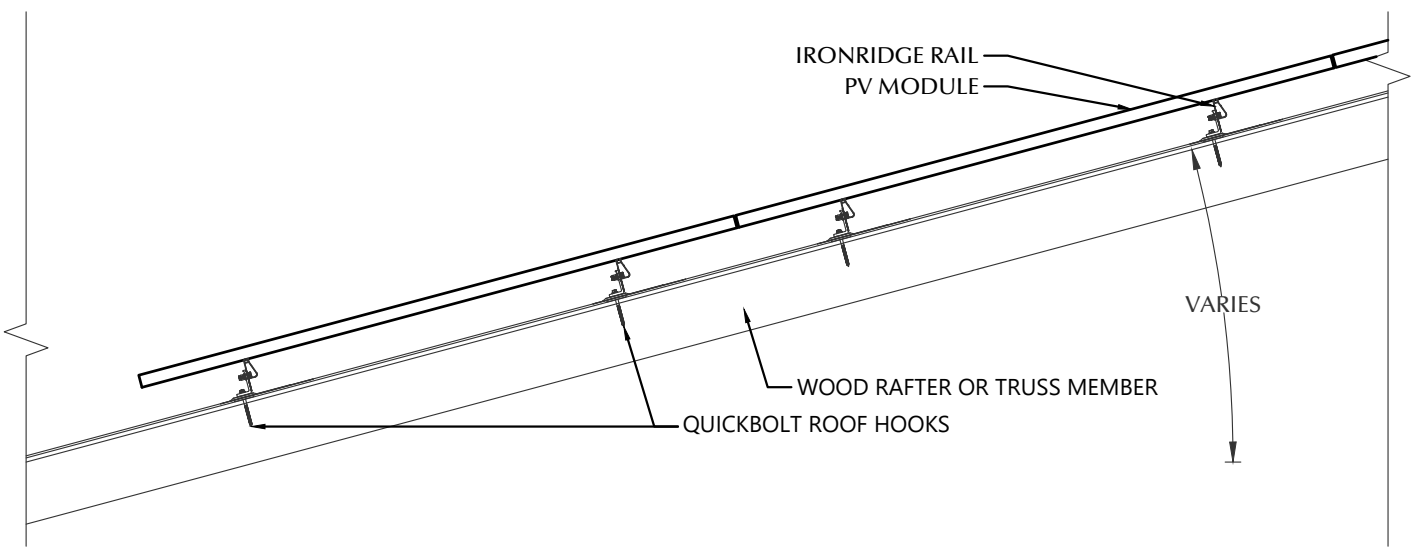 IRONRIDGE RAIL
PV MODULE
VARIES
WOOD RAFTER OR TRUSS MEMBER
QUICKBOLT ROOF HOOKS